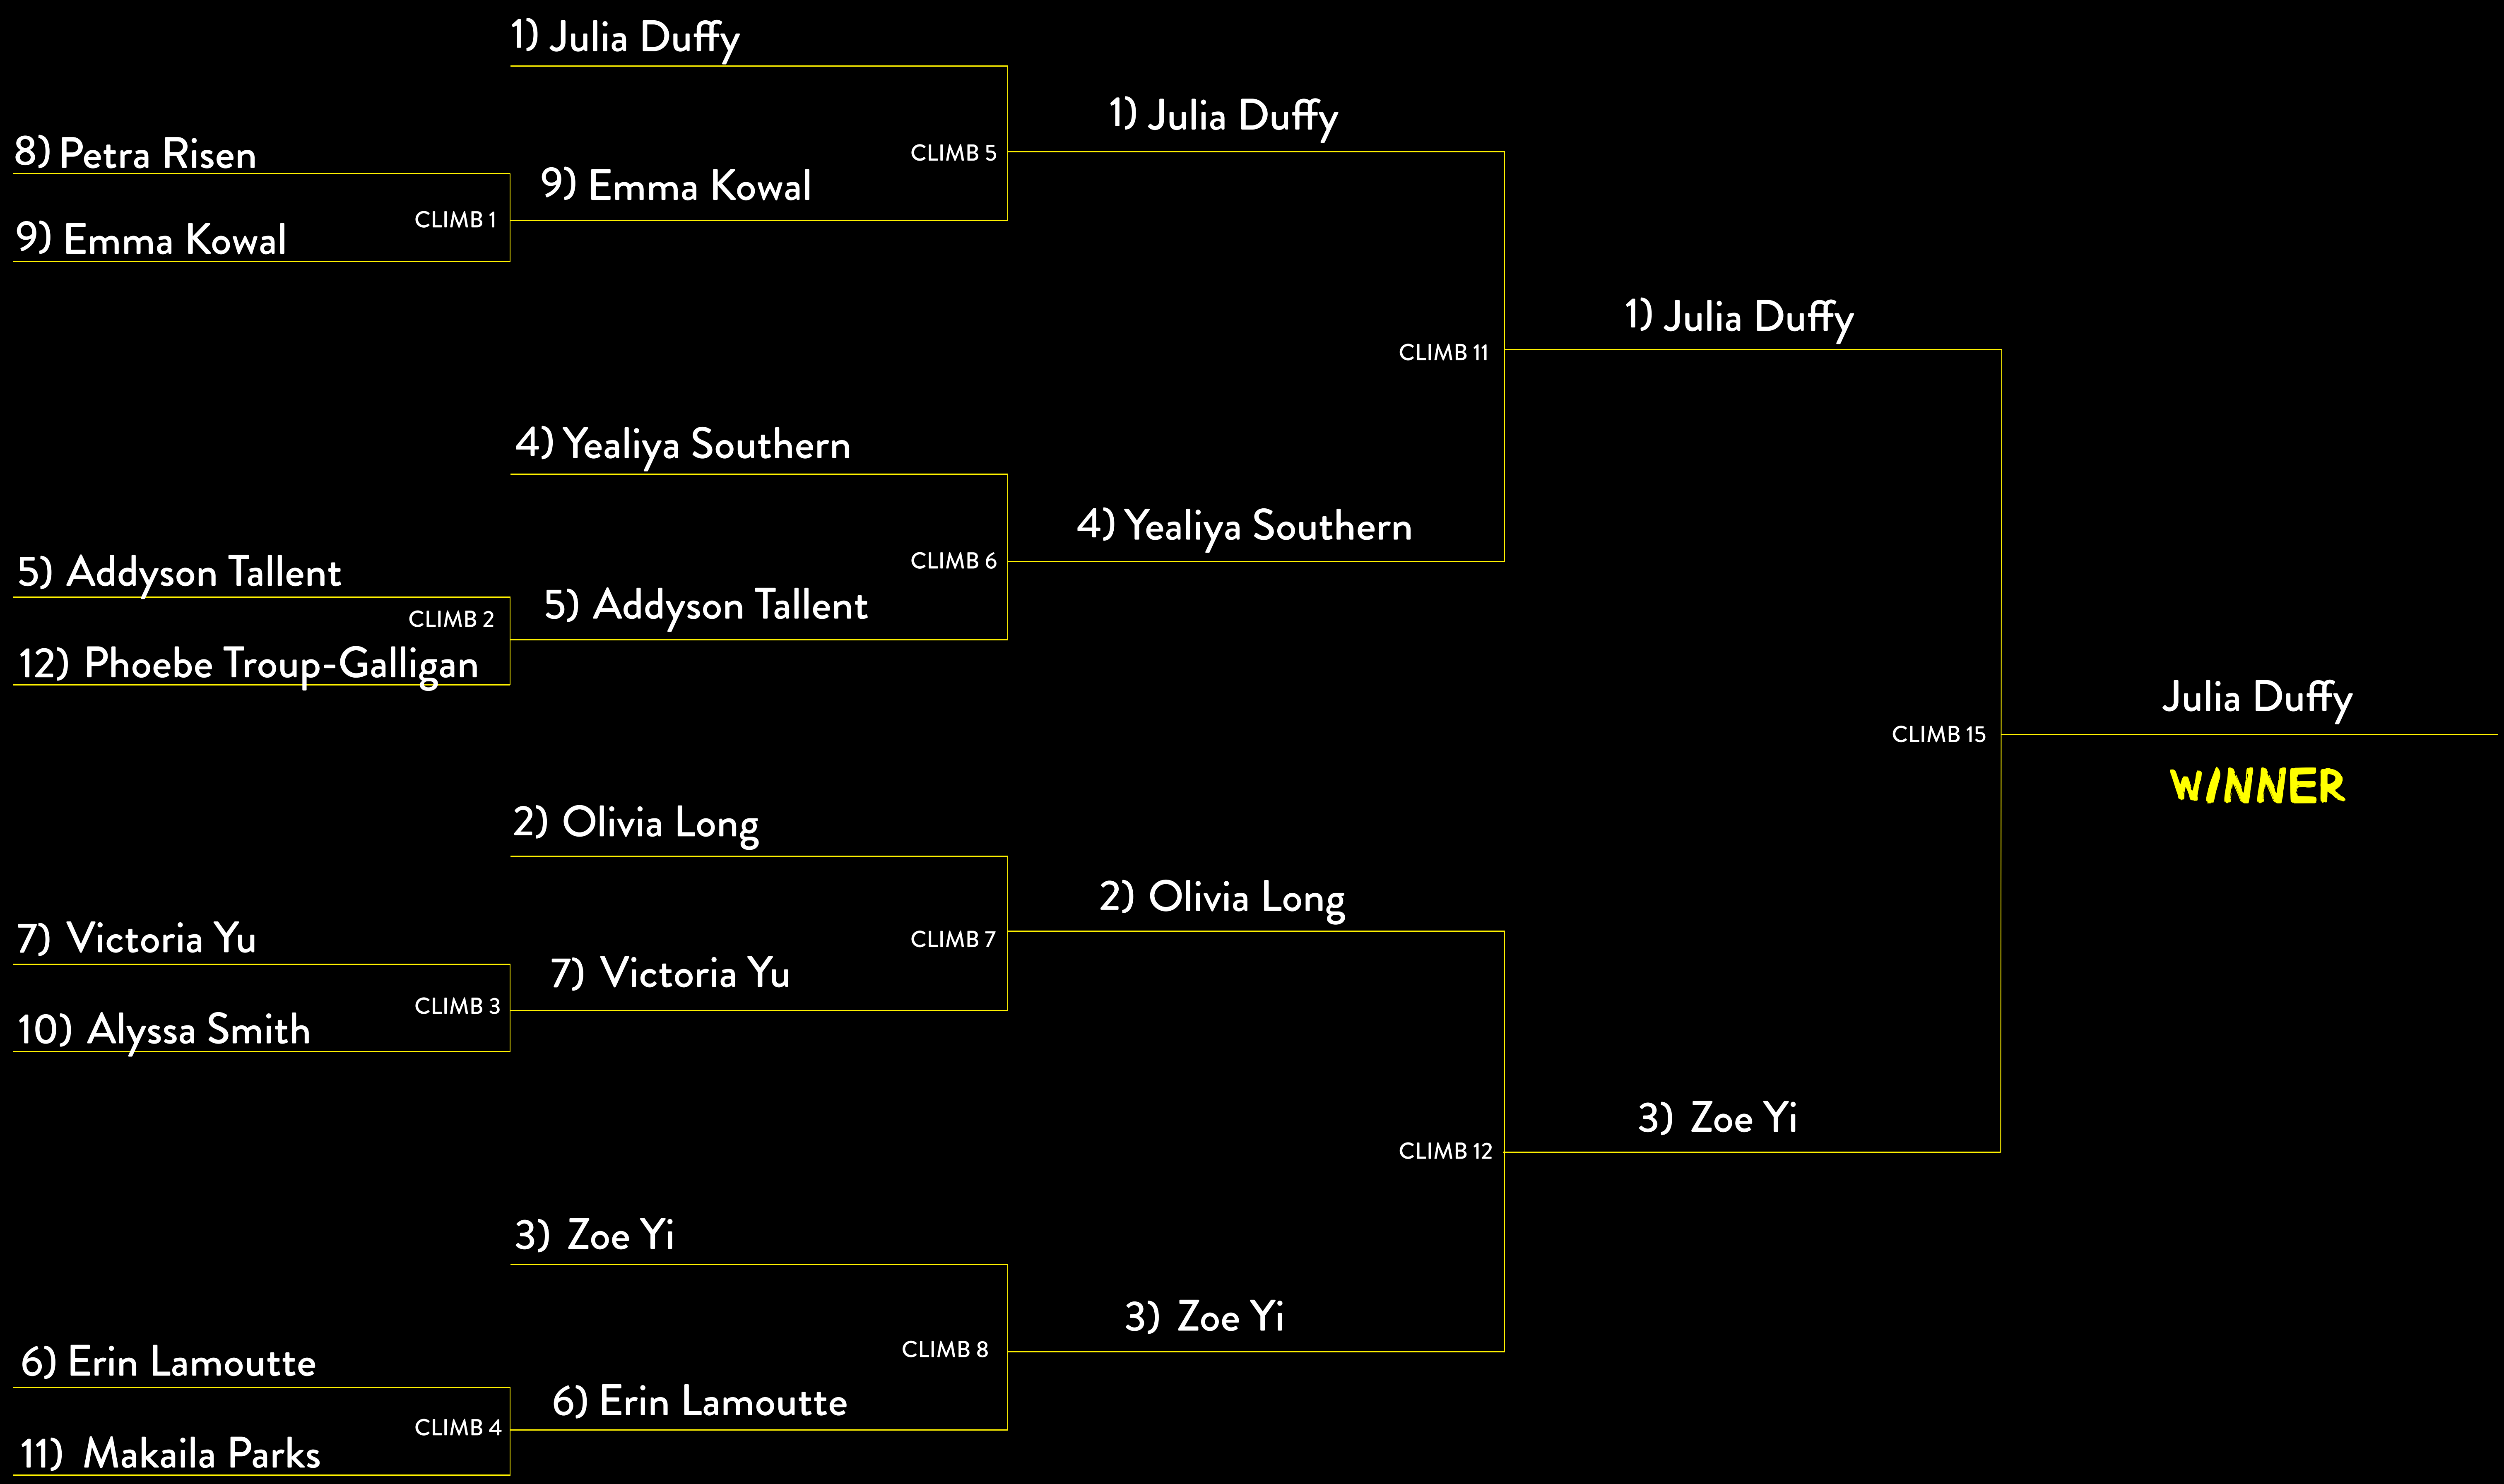 1) Julia Duffy
8) Petra Risen
9) Emma Kowal
CLIMB 1
9) Emma Kowal
CLIMB 5
1) Julia Duffy
4) Yealiya Southern
5) Addyson Tallent
12) Phoebe Troup-Galligan
CLIMB 2
5) Addyson Tallent
CLIMB 6
4) Yealiya Southern
CLIMB 11
1) Julia Duffy
2) Olivia Long
7) Victoria Yu
10) Alyssa Smith
CLIMB 3
7) Victoria Yu
CLIMB 7
2) Olivia Long
3) Zoe Yi
6) Erin Lamoutte
11) Makaila Parks
CLIMB 4
6) Erin Lamoutte
CLIMB 8
3) Zoe Yi
CLIMB 12
3) Zoe Yi
CLIMB 15
Julia Duffy
WINNER